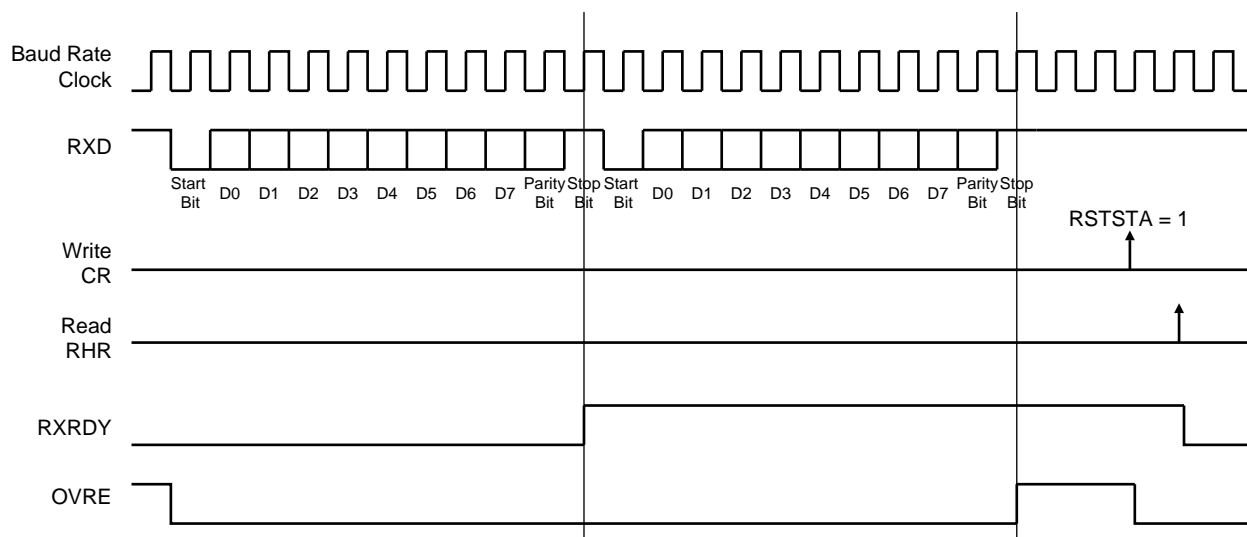 Baud Rate
Clock
RXD
Start
Bit
D0 D1 D2 D3 D4 D5 D6 D7
Parity
Bit
Stop
Bit
Start
Bit
D0 D1 D2 D3 D4 D5 D6 D7
Parity
Bit
Stop
Bit
RSTSTA = 1
Write
CR
Read
RHR
RXRDY
OVRE